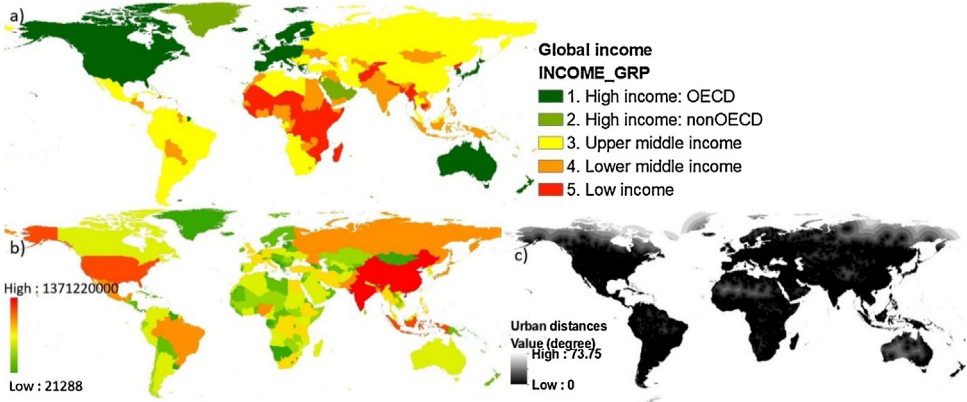 a)
Global income
INCOME_GRP
1. High income: OECD
2. High income: nonOECD
3. Upper middle income
4. Lower middle income
5. Low income
b)
High : 1371220000
Low : 21288
c)
Urban distances
Value (degree)
High : 73.75
Low : 0